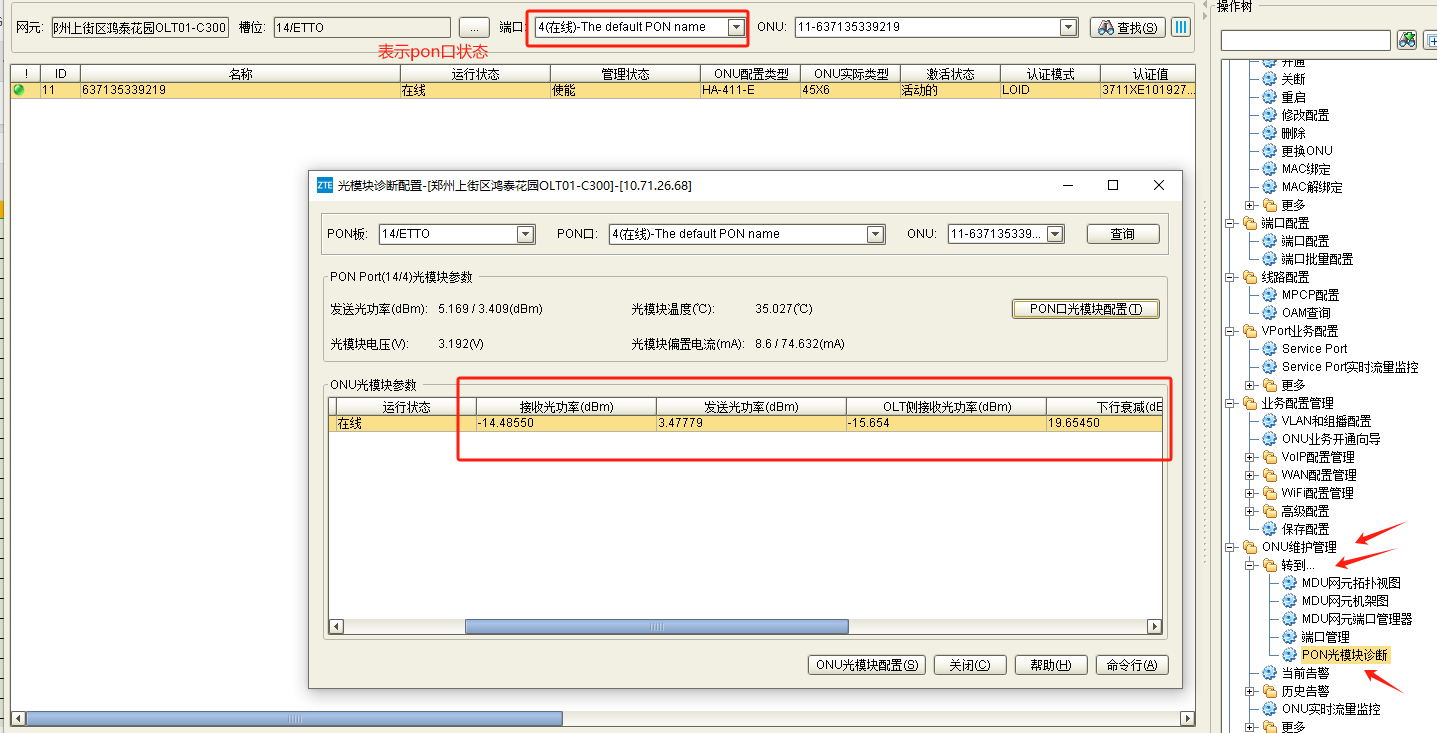 操作树
网元: 郑州上街区鸿泰花园OLT01-C300 槽位: 14/ETTO ... 端口: 4(在线)-The default PON name ONU: 11-637135339219 查找(S)
表示pon口状态
! ID 名称 运行状态 管理状态 ONU配置类型 ONU实际类型 激活状态 认证模式 认证值
11 637135339219 在线 使能 HA-411-E 45X6 活动的 LOID 3711XE101927...
ZTE 光模块诊断配置-[郑州上街区鸿泰花园OLT01-C300]-[10.71.26.68]
PON板: 14/ETTO PON口: 4(在线)-The default PON name ONU: 11-637135339... 查询
PON Port(14/4)光模块参数
发送光功率(dBm): 5.169 / 3.409(dBm) 光模块温度(℃): 35.027(℃) PON口光模块配置(T)
光模块电压(V): 3.192(V) 光模块偏置电流(mA): 8.6 / 74.632(mA)
ONU光模块参数
运行状态 接收光功率(dBm) 发送光功率(dBm) OLT侧接收光功率(dBm) 下行衰减(dB
在线 -14.48550 3.47779 -15.654 19.65450
ONU光模块配置(S) 关闭(C) 帮助(H) 命令行(A)
开通
关断
重启
修改配置
删除
更换ONU
MAC绑定
MAC解绑定
更多
端口配置
端口配置
端口批量配置
线路配置
MPCP配置
OAM查询
VPort业务配置
Service Port
Service Port实时流量监控
更多
业务配置管理
VLAN和组播配置
ONU业务开通向导
VoIP配置管理
WAN配置管理
WiFi配置管理
高级配置
保存配置
ONU维护管理
转到...
MDU网元拓扑视图
MDU网元机架图
MDU网元端口管理器
端口管理
PON光模块诊断
当前告警
历史告警
ONU实时流量监控
更多